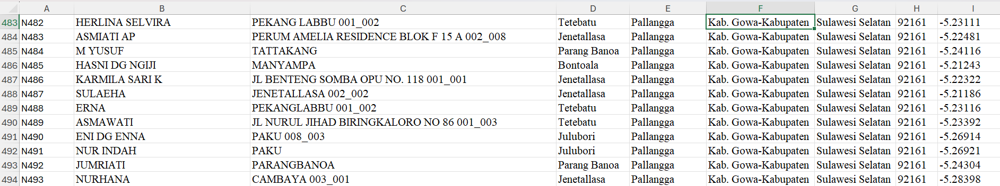 A B C D E F G H I
483 N482 HERLINA SELVIRA PEKANG LABBU 001_002 Tetebatu Pallangga Kab. Gowa-Kabupaten Sulawesi Selatan 92161 -5.23111
484 N483 ASMIATI AP PERUM AMELIA RESIDENCE BLOK F 15 A 002_008 Jenetallasa Pallangga Kab. Gowa-Kabupaten Sulawesi Selatan 92161 -5.22481
485 N484 M YUSUF TATTAKANG Parang Banoa Pallangga Kab. Gowa-Kabupaten Sulawesi Selatan 92161 -5.24116
486 N485 HASNI DG NGIJI MANYAMPA Bontoala Pallangga Kab. Gowa-Kabupaten Sulawesi Selatan 92161 -5.21243
487 N486 KARMILA SARI K JL BENTENG SOMBA OPU NO. 118 001_001 Jenetallasa Pallangga Kab. Gowa-Kabupaten Sulawesi Selatan 92161 -5.22322
488 N487 SULAEHA JENETALLASA 002_002 Jenetallasa Pallangga Kab. Gowa-Kabupaten Sulawesi Selatan 92161 -5.21186
489 N488 ERNA PEKANGLABBU 001_002 Tetebatu Pallangga Kab. Gowa-Kabupaten Sulawesi Selatan 92161 -5.23116
490 N489 ASMAWATI JL NURUL JIHAD BIRINGKALORO NO 86 001_003 Tetebatu Pallangga Kab. Gowa-Kabupaten Sulawesi Selatan 92161 -5.23392
491 N490 ENI DG ENNA PAKU 008_003 Julubori Pallangga Kab. Gowa-Kabupaten Sulawesi Selatan 92161 -5.26914
492 N491 NUR INDAH PAKU Julubori Pallangga Kab. Gowa-Kabupaten Sulawesi Selatan 92161 -5.26921
493 N492 JUMRIATI PARANGBANOA Parang Banoa Pallangga Kab. Gowa-Kabupaten Sulawesi Selatan 92161 -5.24304
494 N493 NURHANA CAMBAYA 003_001 Jenetallasa Pallangga Kab. Gowa-Kabupaten Sulawesi Selatan 92161 -5.28398